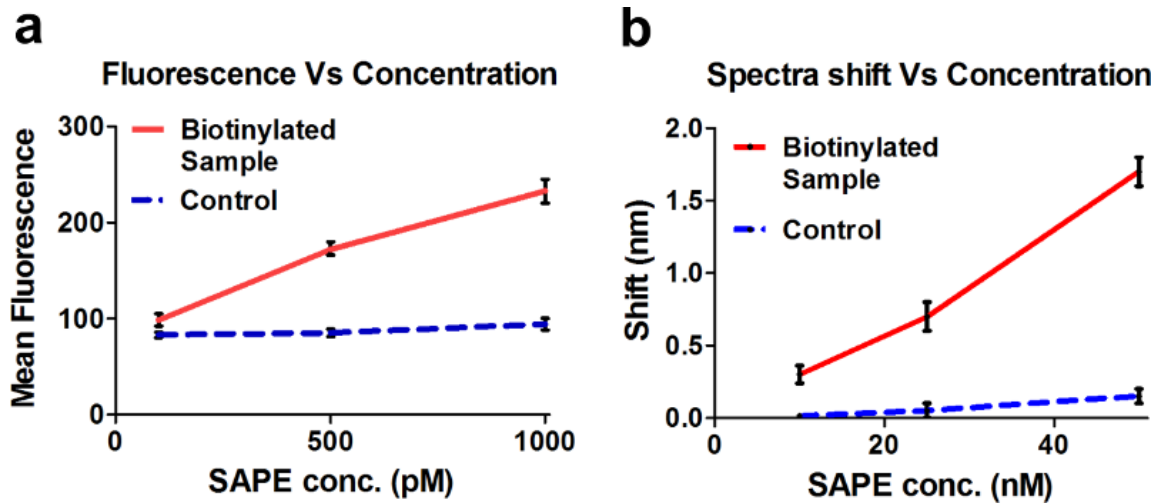 a
Fluorescence Vs Concentration
Mean Fluorescence
300
200
100
0
Biotinylated
Sample
Control
0
500
1000
SAPE conc. (pM)
b
Spectra shift Vs Concentration
Shift (nm)
2.0
1.5
1.0
0.5
0.0
Biotinylated
Sample
Control
0
20
40
SAPE conc. (nM)